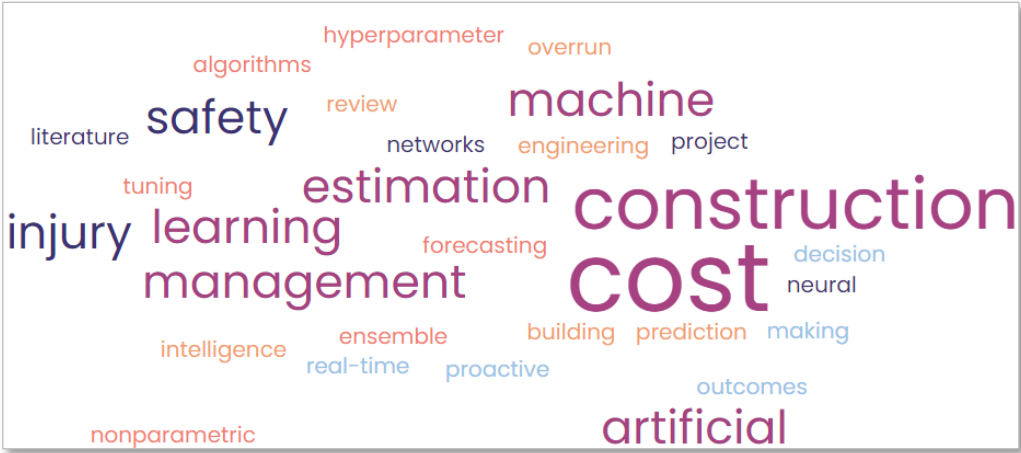 hyperparameter
overrun
algorithms
machine
review
safety
literature
networks
engineering
project
tuning
estimation
construction
injury
learning
forecasting
decision
management
cost
neural
building
prediction
making
ensemble
intelligence
real-time
proactive
outcomes
artificial
nonparametric